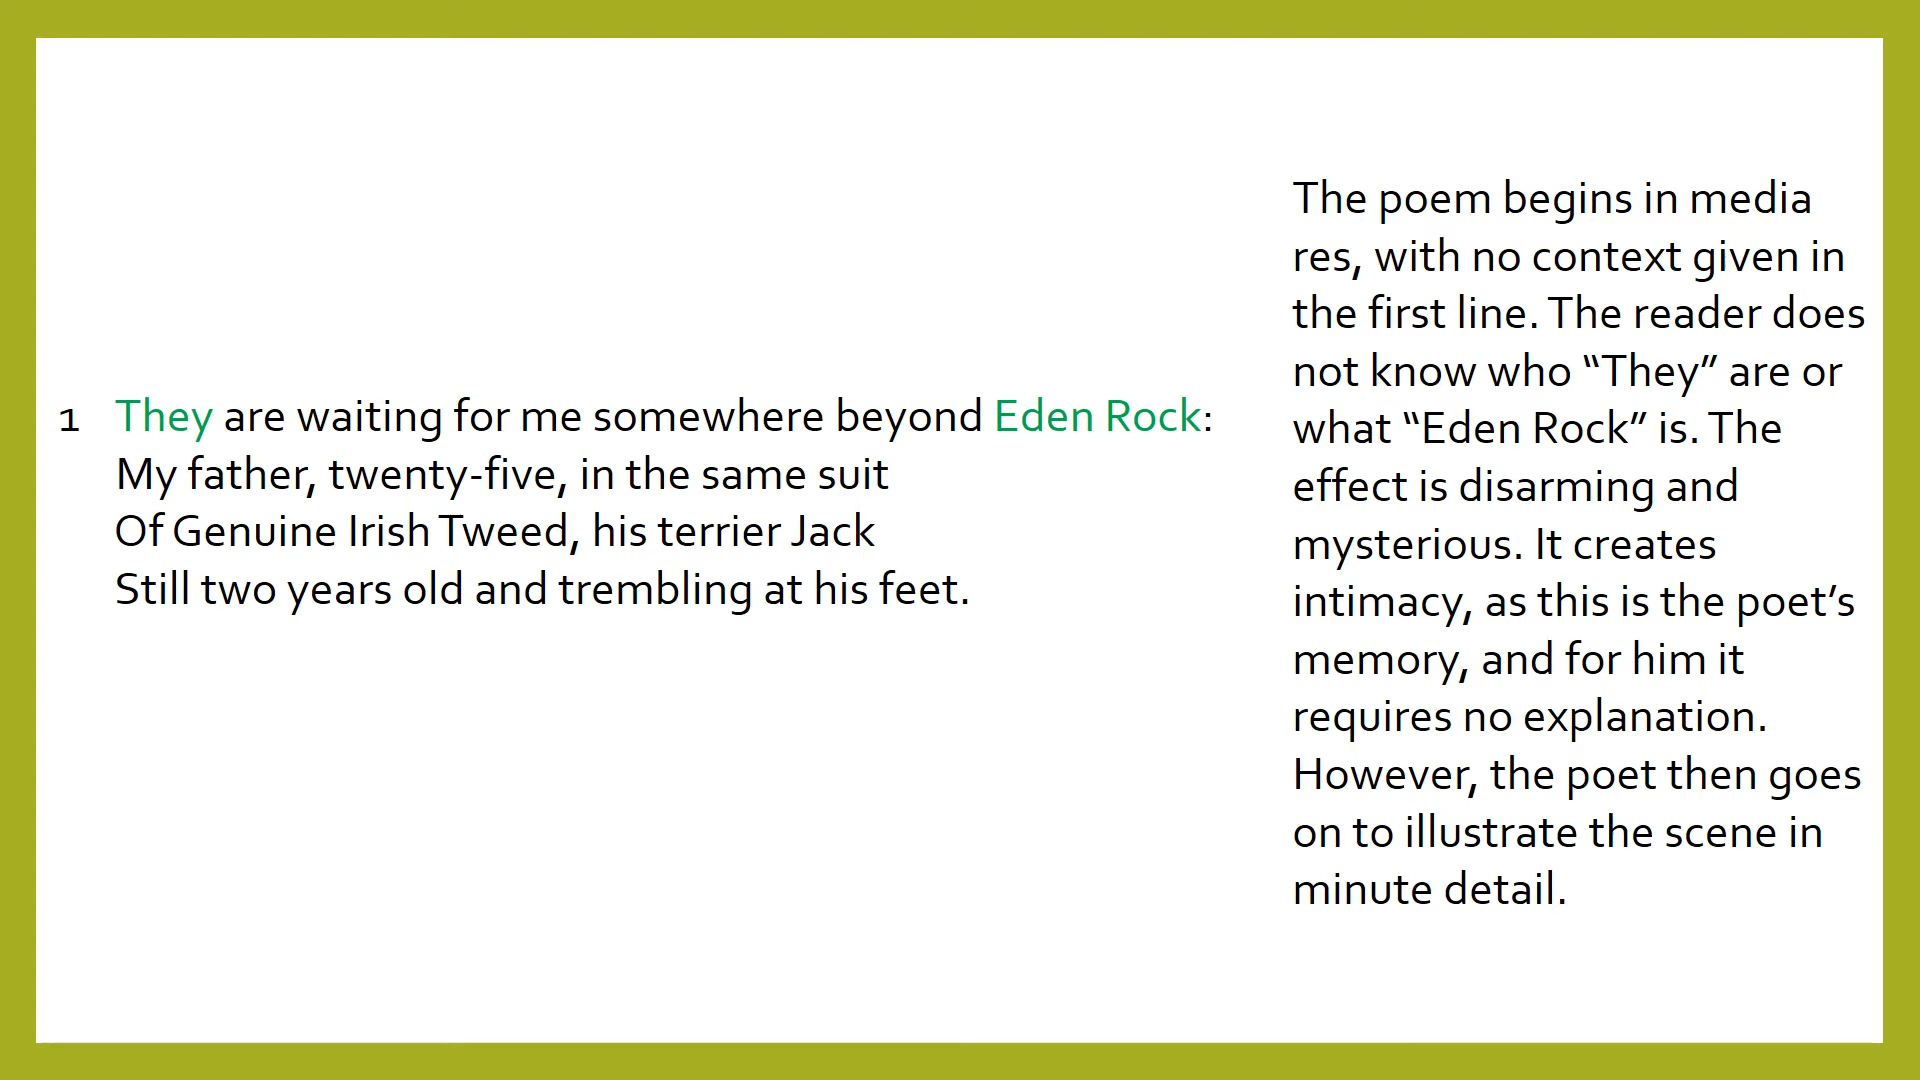 1 They are waiting for me somewhere beyond Eden Rock:
My father, twenty-five, in the same suit
Of Genuine Irish Tweed, his terrier Jack
Still two years old and trembling at his feet.
The poem begins in media
res, with no context given in
the first line. The reader does
not know who “They” are or
what “Eden Rock” is. The
effect is disarming and
mysterious. It creates
intimacy, as this is the poet’s
memory, and for him it
requires no explanation.
However, the poet then goes
on to illustrate the scene in
minute detail.